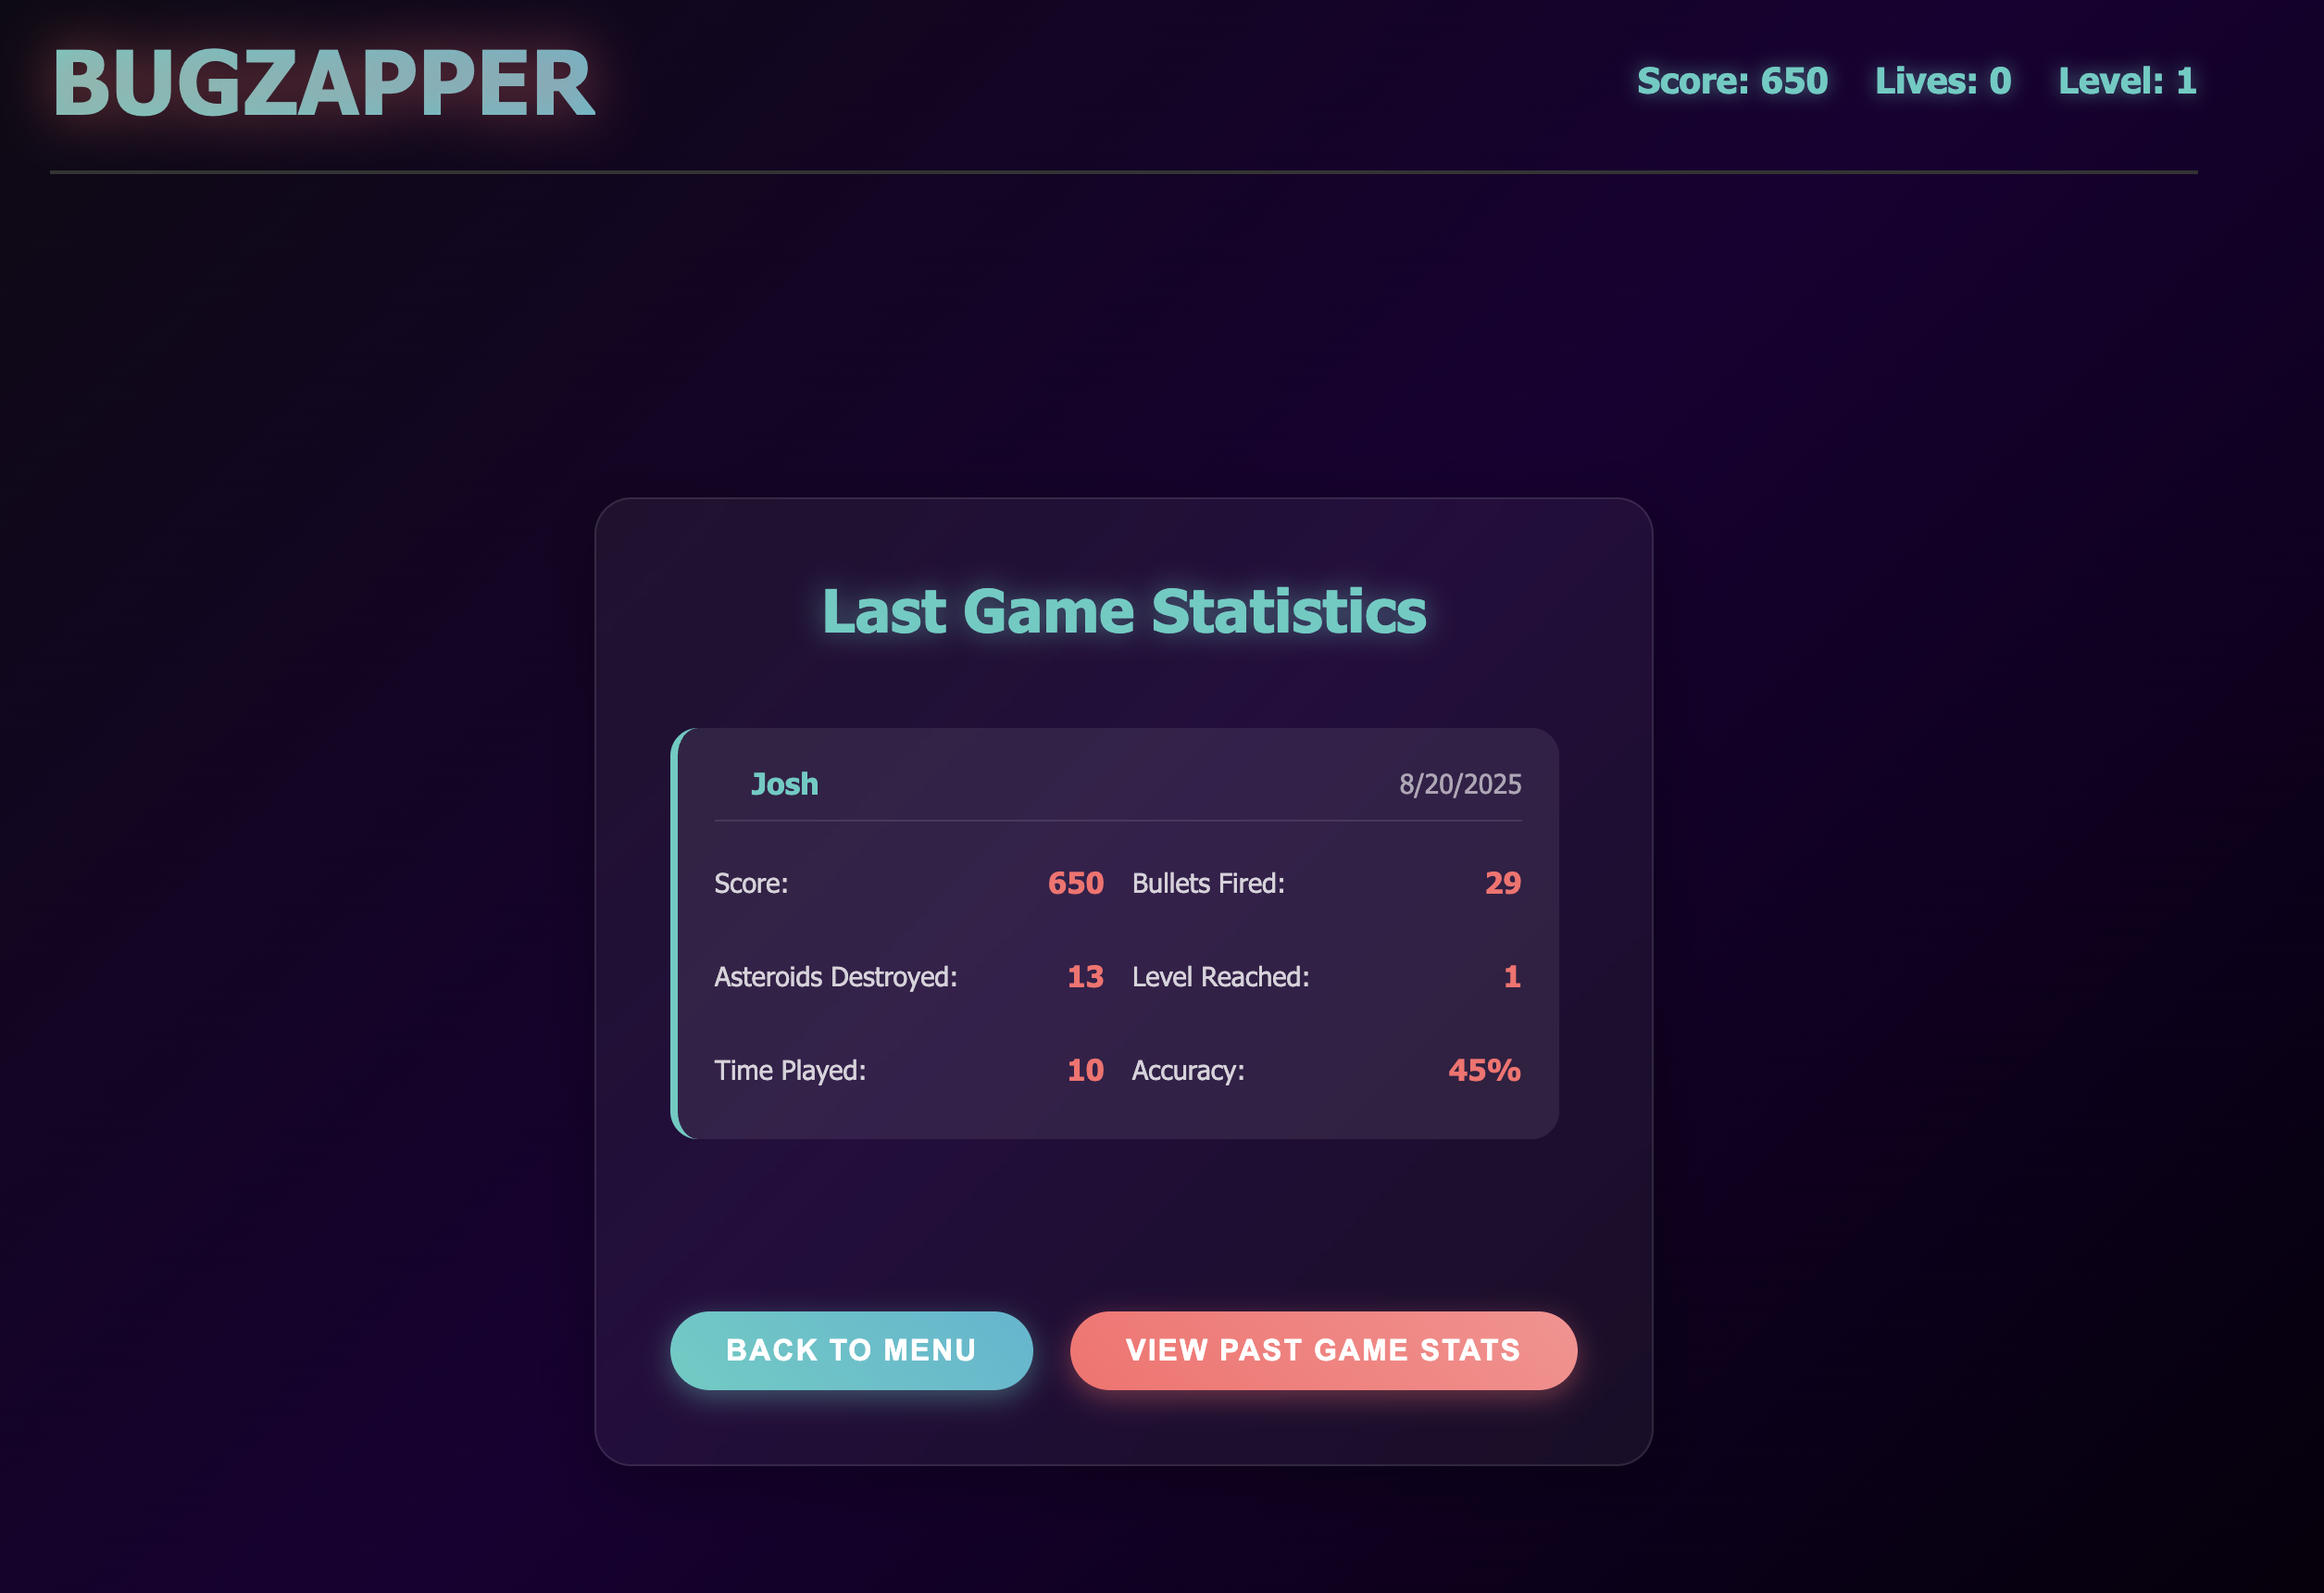 BUGZAPPER
Score: 650 Lives: 0 Level: 1
Last Game Statistics
Josh 8/20/2025
Score: 650 Bullets Fired: 29
Asteroids Destroyed: 13 Level Reached: 1
Time Played: 10 Accuracy: 45%
BACK TO MENU VIEW PAST GAME STATS